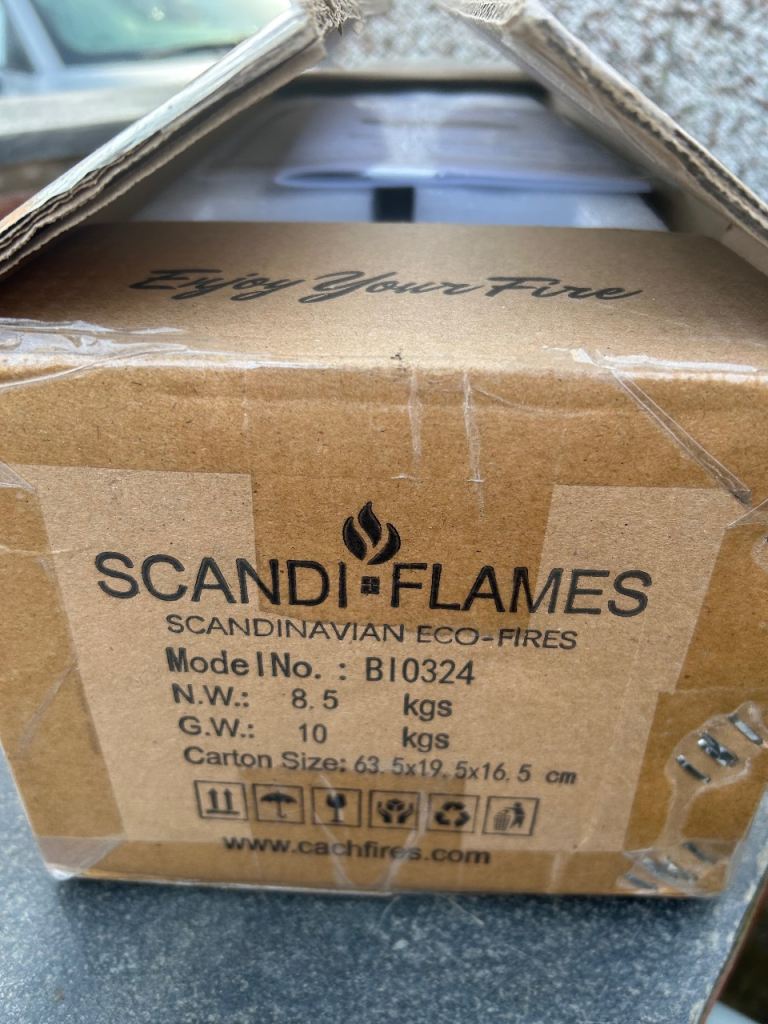 Enjoy Your Fire
SCANDI FLAMES
SCANDINAVIAN ECO-FIRES
Model No. : BI0324
N.W.: 8.5 kgs
G.W.: 10 kgs
Carton Size: 63.5x19.5x16.5 cm
www.cachfires.com